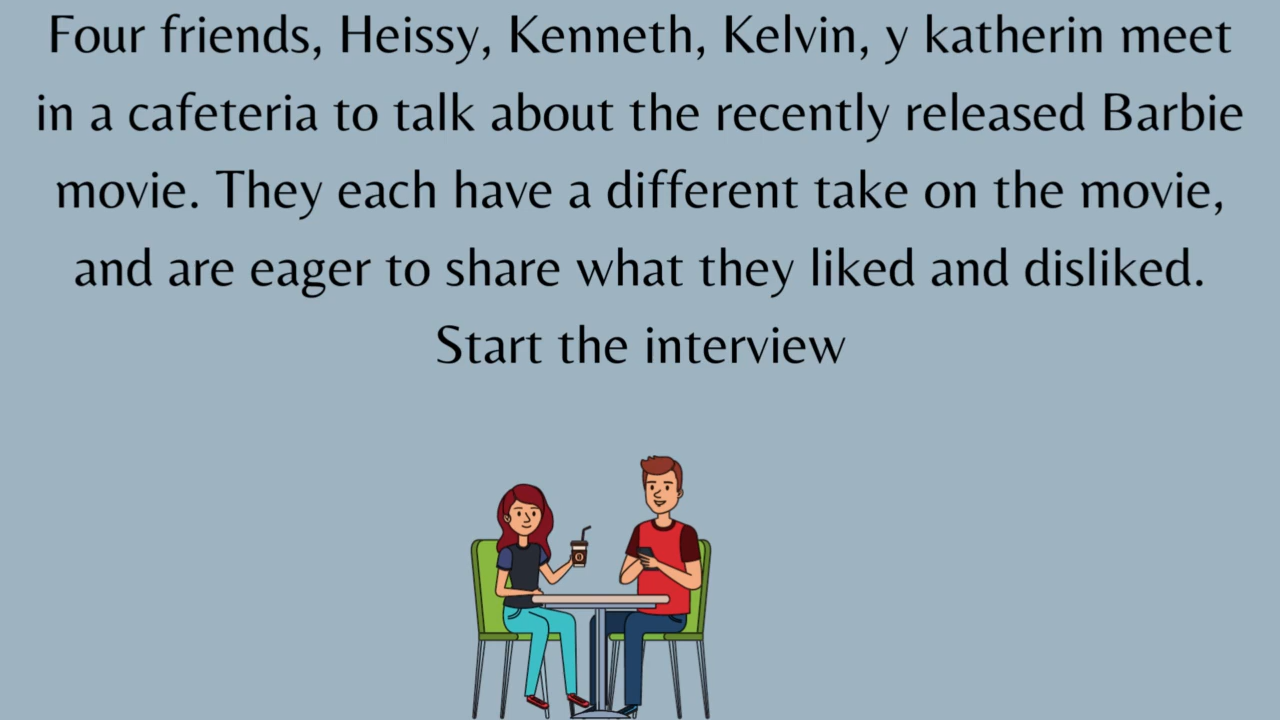 Four friends, Heissy, Kenneth, Kelvin, y katherin meet
in a cafeteria to talk about the recently released Barbie
movie. They each have a different take on the movie,
and are eager to share what they liked and disliked.
Start the interview